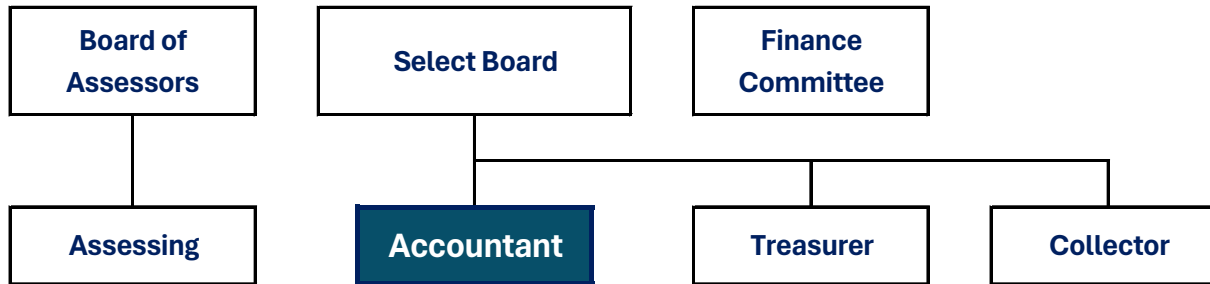 Board of
Assessors
Select Board
Finance
Committee
Assessing
Accountant
Treasurer
Collector